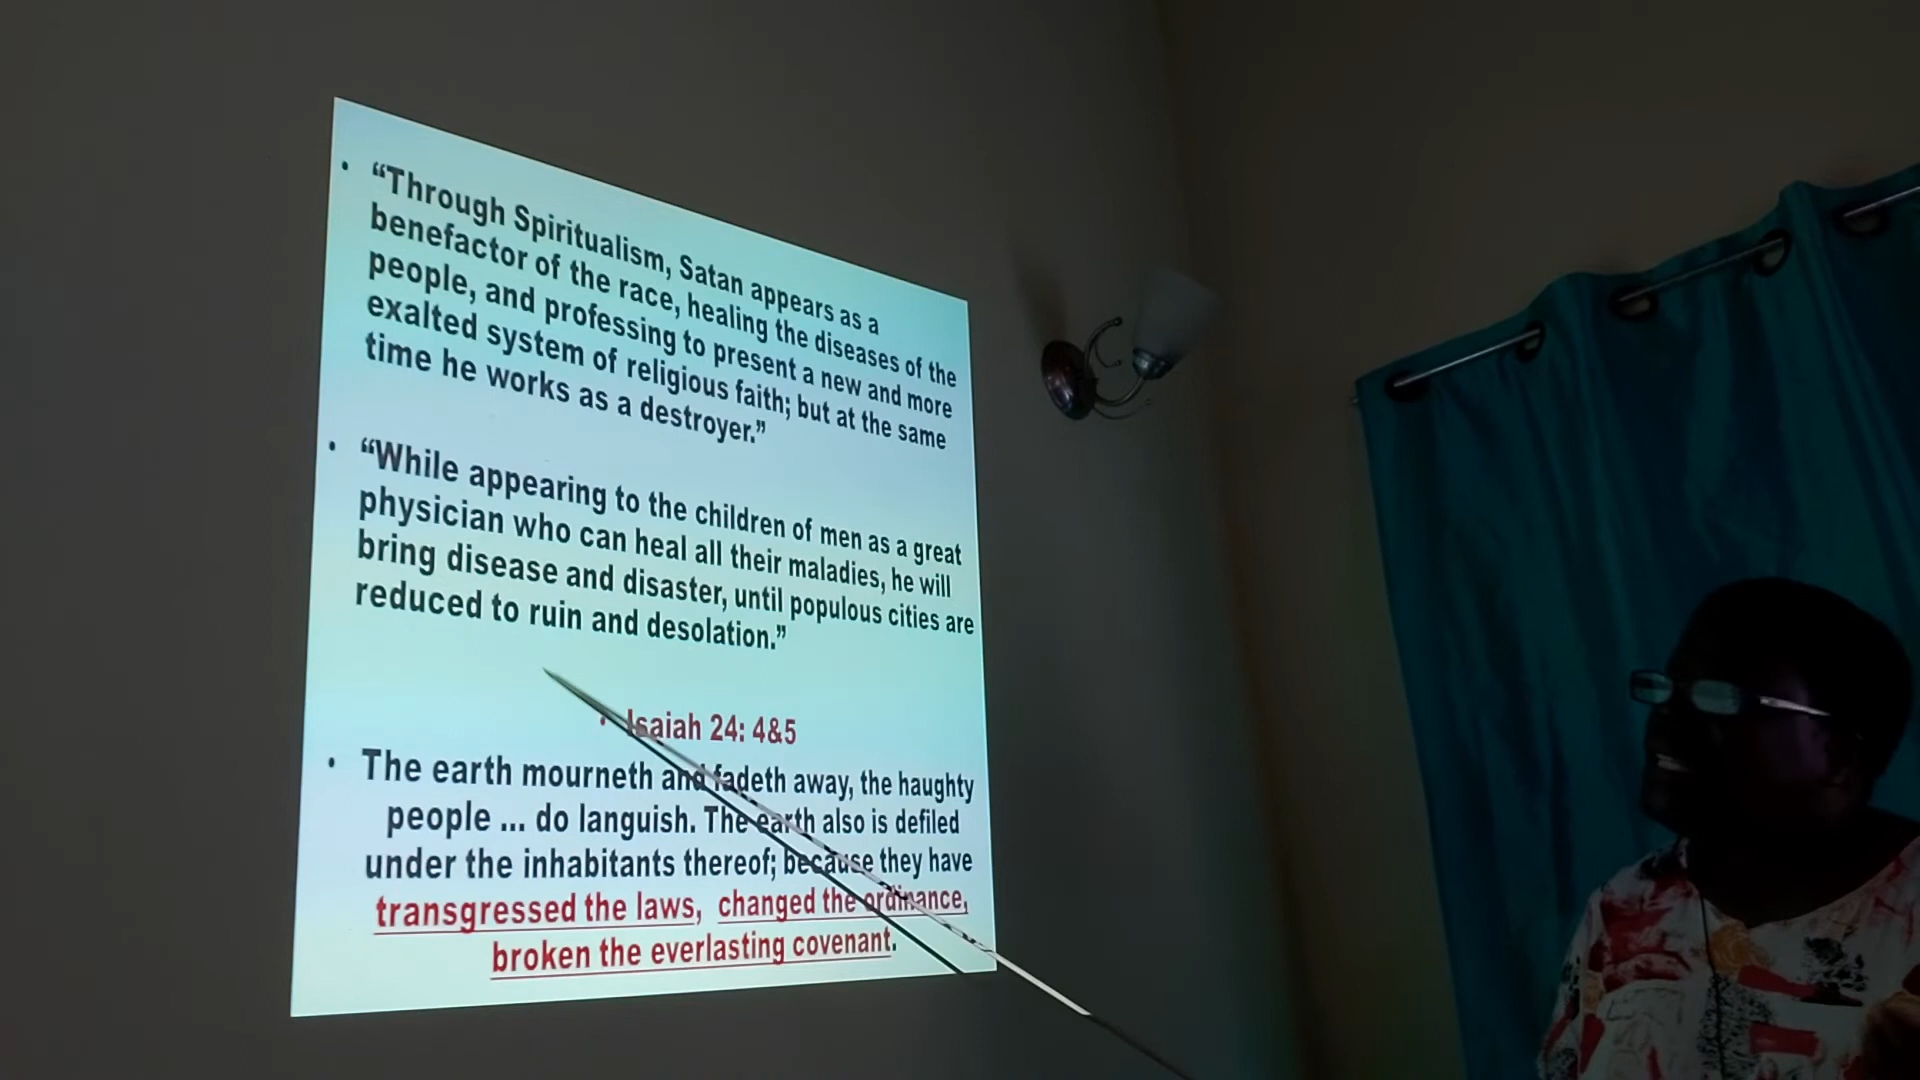 • “Through Spiritualism, Satan appears as a
benefactor of the race, healing the diseases of the
people, and professing to present a new and more
exalted system of religious faith; but at the same
time he works as a destroyer.”
• “While appearing to the children of men as a great
physician who can heal all their maladies, he will
bring disease and disaster, until populous cities are
reduced to ruin and desolation.”
• Isaiah 24: 4&5
• The earth mourneth and fadeth away, the haughty
people ... do languish. The earth also is defiled
under the inhabitants thereof; because they have
transgressed the laws, changed the ordinance,
broken the everlasting covenant.